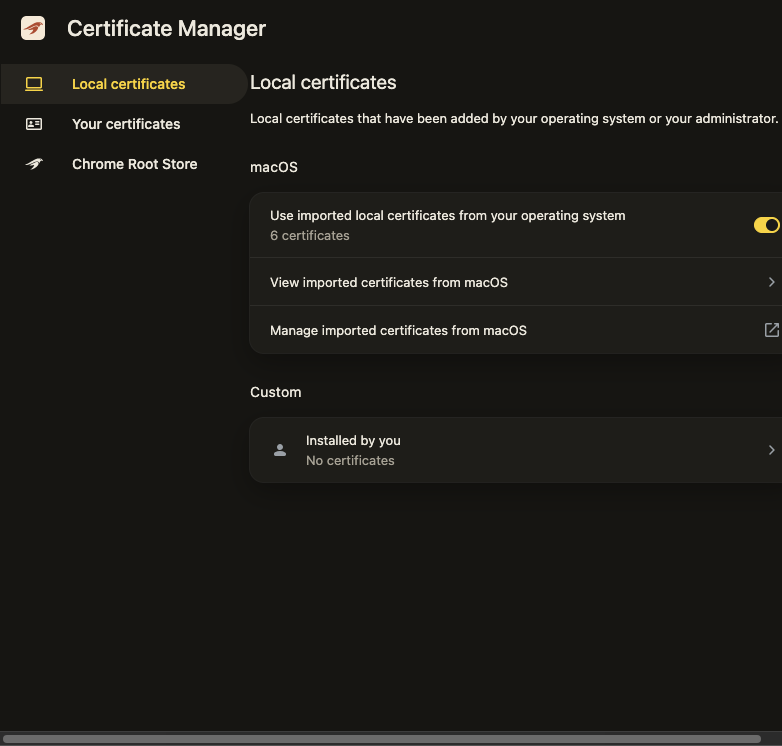 Certificate Manager
Local certificates
Your certificates
Chrome Root Store
Local certificates
Local certificates that have been added by your operating system or your administrator.
macOS
Use imported local certificates from your operating system
6 certificates
View imported certificates from macOS
Manage imported certificates from macOS
Custom
Installed by you
No certificates